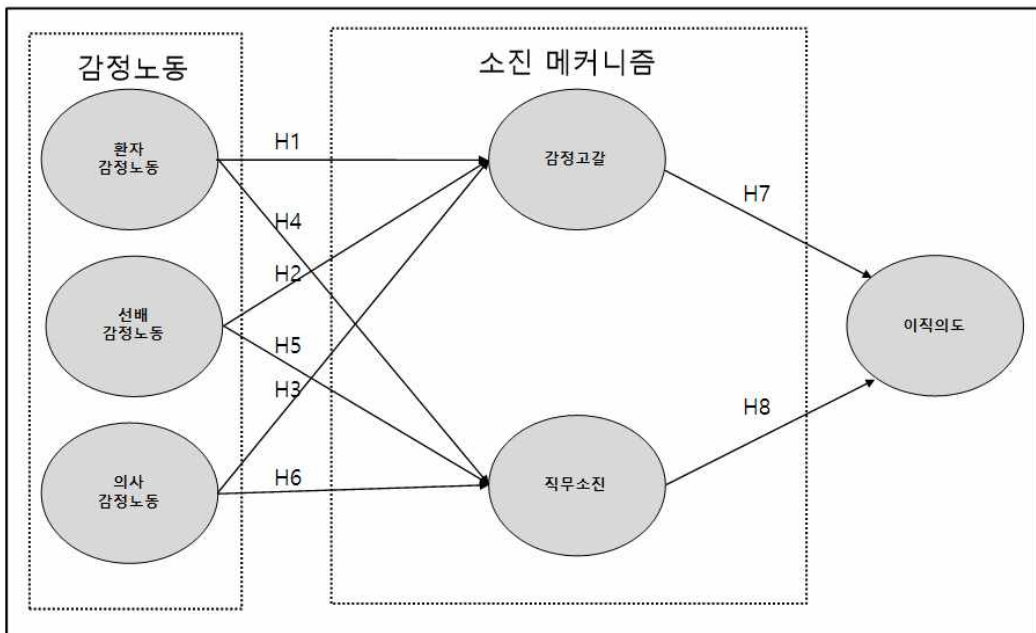 감정노동
소진 메커니즘
환자
감정노동
H1
감정고갈
H7
H4
H2
선배
감정노동
이직의도
H5
H3
H8
의사
감정노동
H6
직무소진